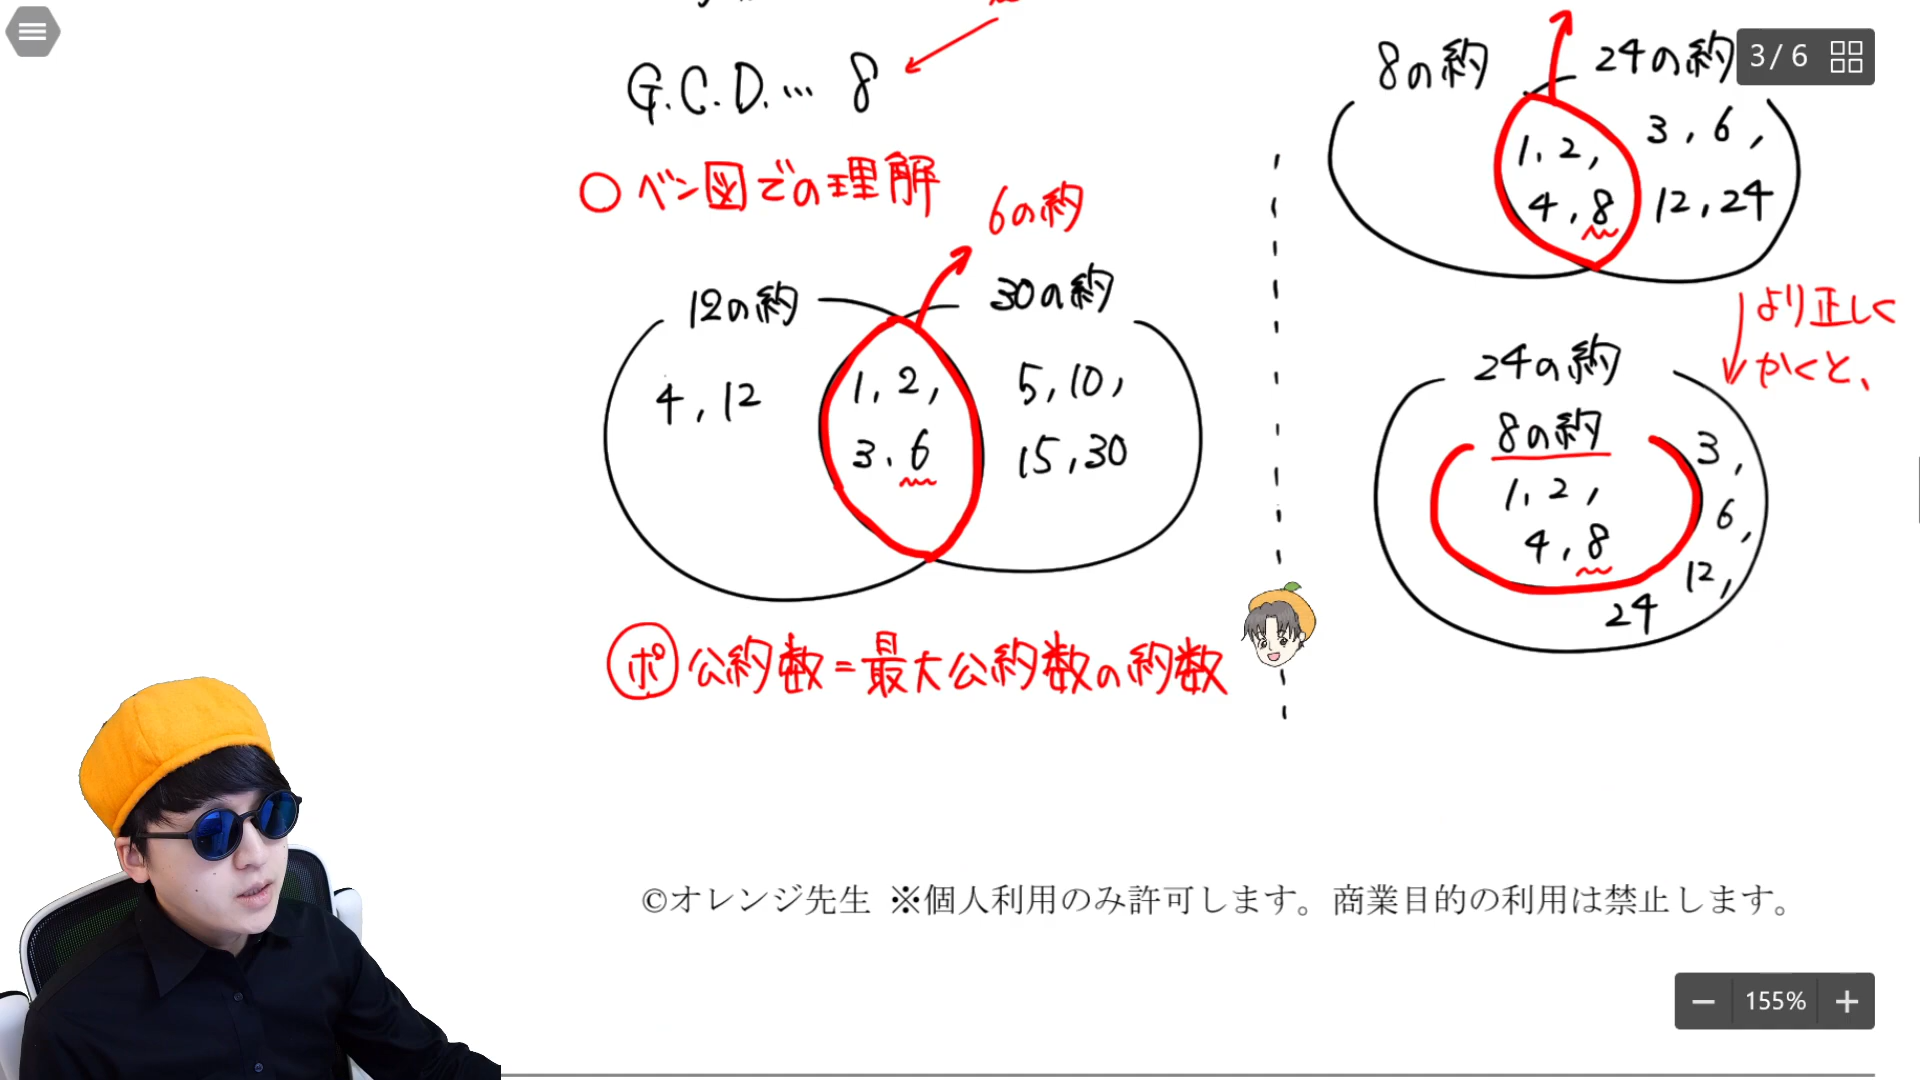 G.C.D. … 8
○ベン図での理解
6の約
12の約
30の約
4, 12
1, 2,
3, 6
5, 10,
15, 30
ポ 公約数=最大公約数の約数
8の約
24の約
1, 2,
4, 8
3, 6,
12, 24
より正しく
かくと、
24の約
8の約
1, 2,
4, 8
3,
6,
12,
24
©オレンジ先生 ※個人利用のみ許可します。商業目的の利用は禁止します。
3 / 6
155%